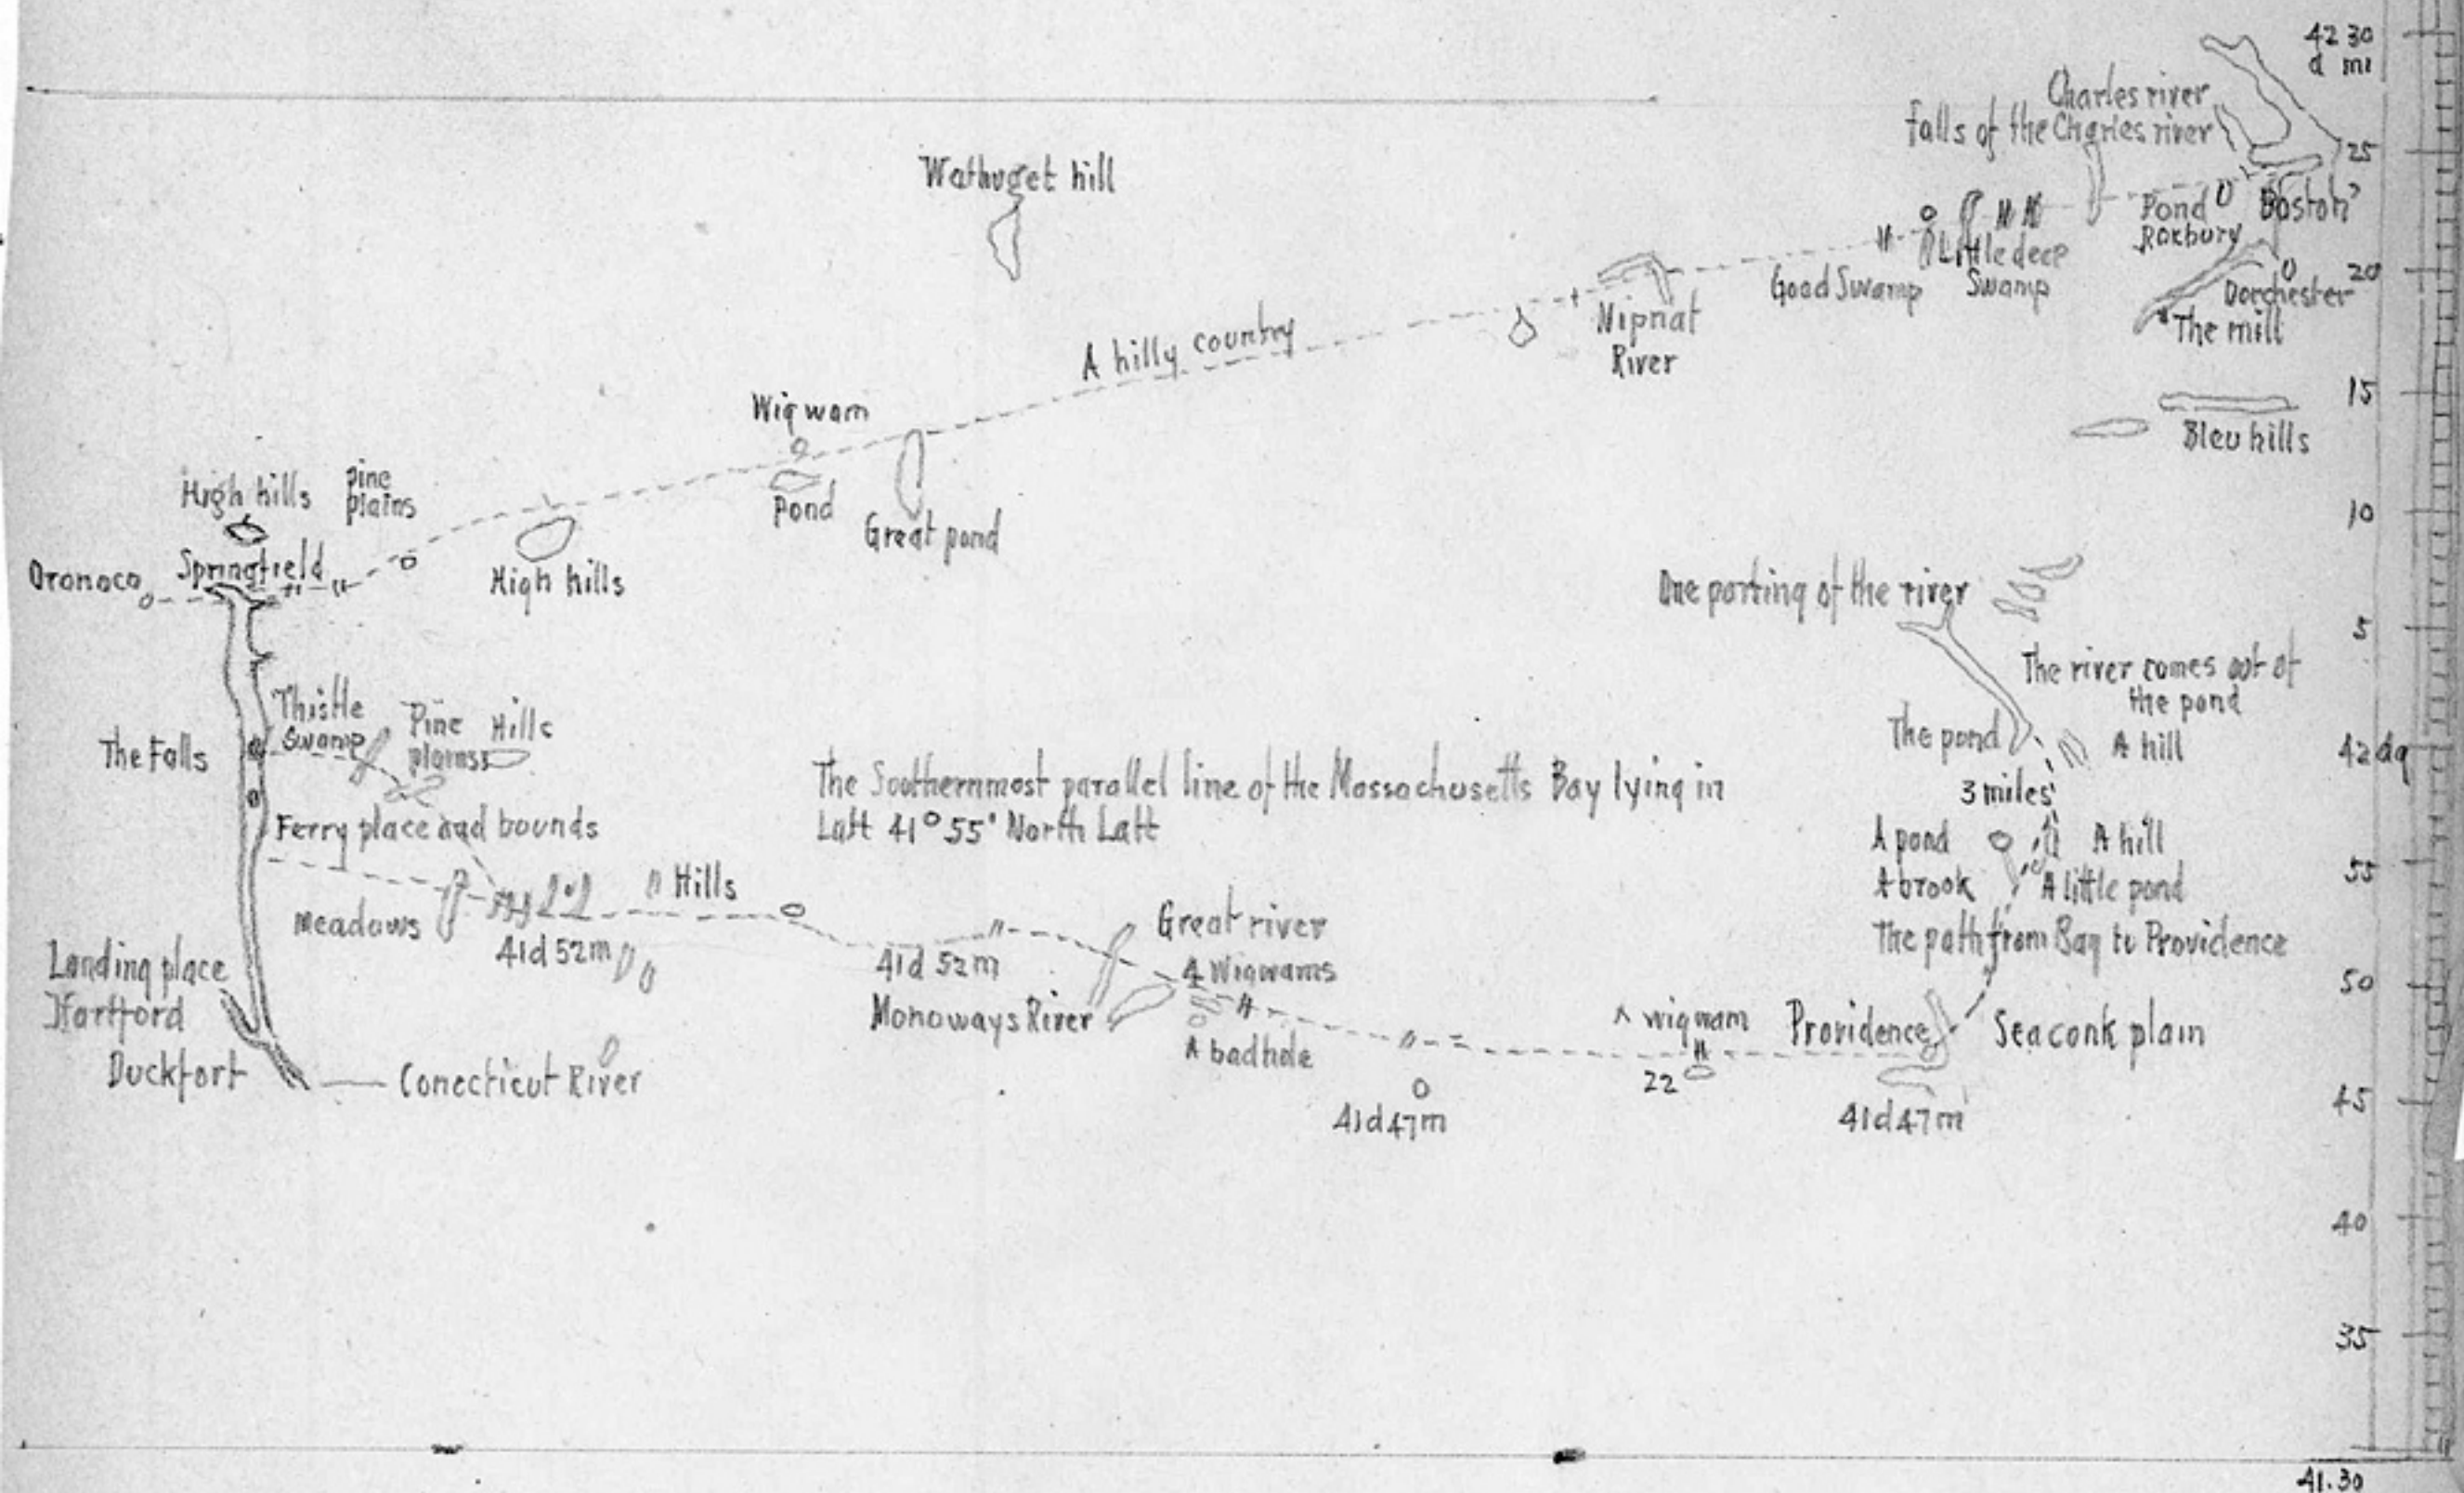 42 30
d mi
Charles river
falls of the Charles river
25
Wathuget hill
Pond
Boston
Roxbury
Little deep
Swamp
Good Swamp
20
Dorchester
The mill
Nipnat
River
A hilly country
15
Bleu hills
Wigwam
Pond
Great pond
High hills
pine
plains
10
Springfield
Oronoco
High hills
One parting of the river
5
The river comes out of
the pond
Thistle
Swamp
Pine
Hills
plains
The Falls
The pond
A hill
42 dg
3 miles
The Southernmost parallel line of the Massachusetts Bay lying in
Latt 41° 55' North Latt
Ferry place and bounds
A pond
A hill
A brook
A little pond
55
Hills
Meadows
41d 52m
The path from Bay to Providence
Great river
41d 52m
4 Wigwams
Landing place
Hartford
50
Monoways River
A wigwam
Providence
Seaconk plain
A bad hole
Duckfort
Conecticut River
22
45
41d47m
41d47m
40
35
41.30